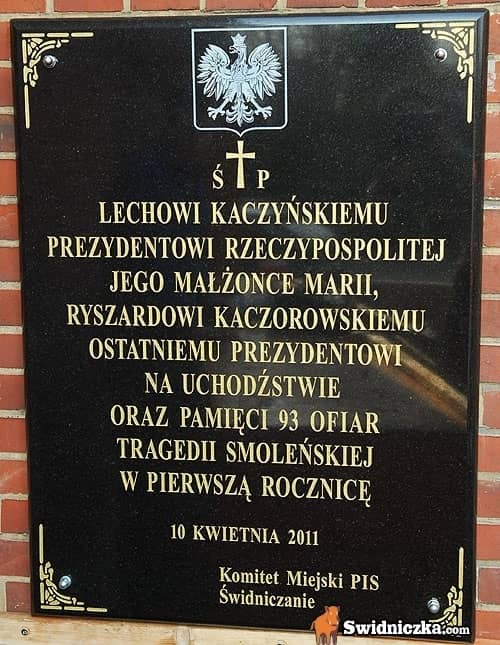 Ś P
LECHOWI KACZYŃSKIEMU
PREZYDENTOWI RZECZYPOSPOLITEJ
JEGO MAŁŻONCE MARII,
RYSZARDOWI KACZOROWSKIEMU
OSTATNIEMU PREZYDENTOWI
NA UCHODŹSTWIE
ORAZ PAMIĘCI 93 OFIAR
TRAGEDII SMOLEŃSKIEJ
W PIERWSZĄ ROCZNICĘ
10 KWIETNIA 2011
Komitet Miejski PIS
Świdniczanie
Swidniczka.com